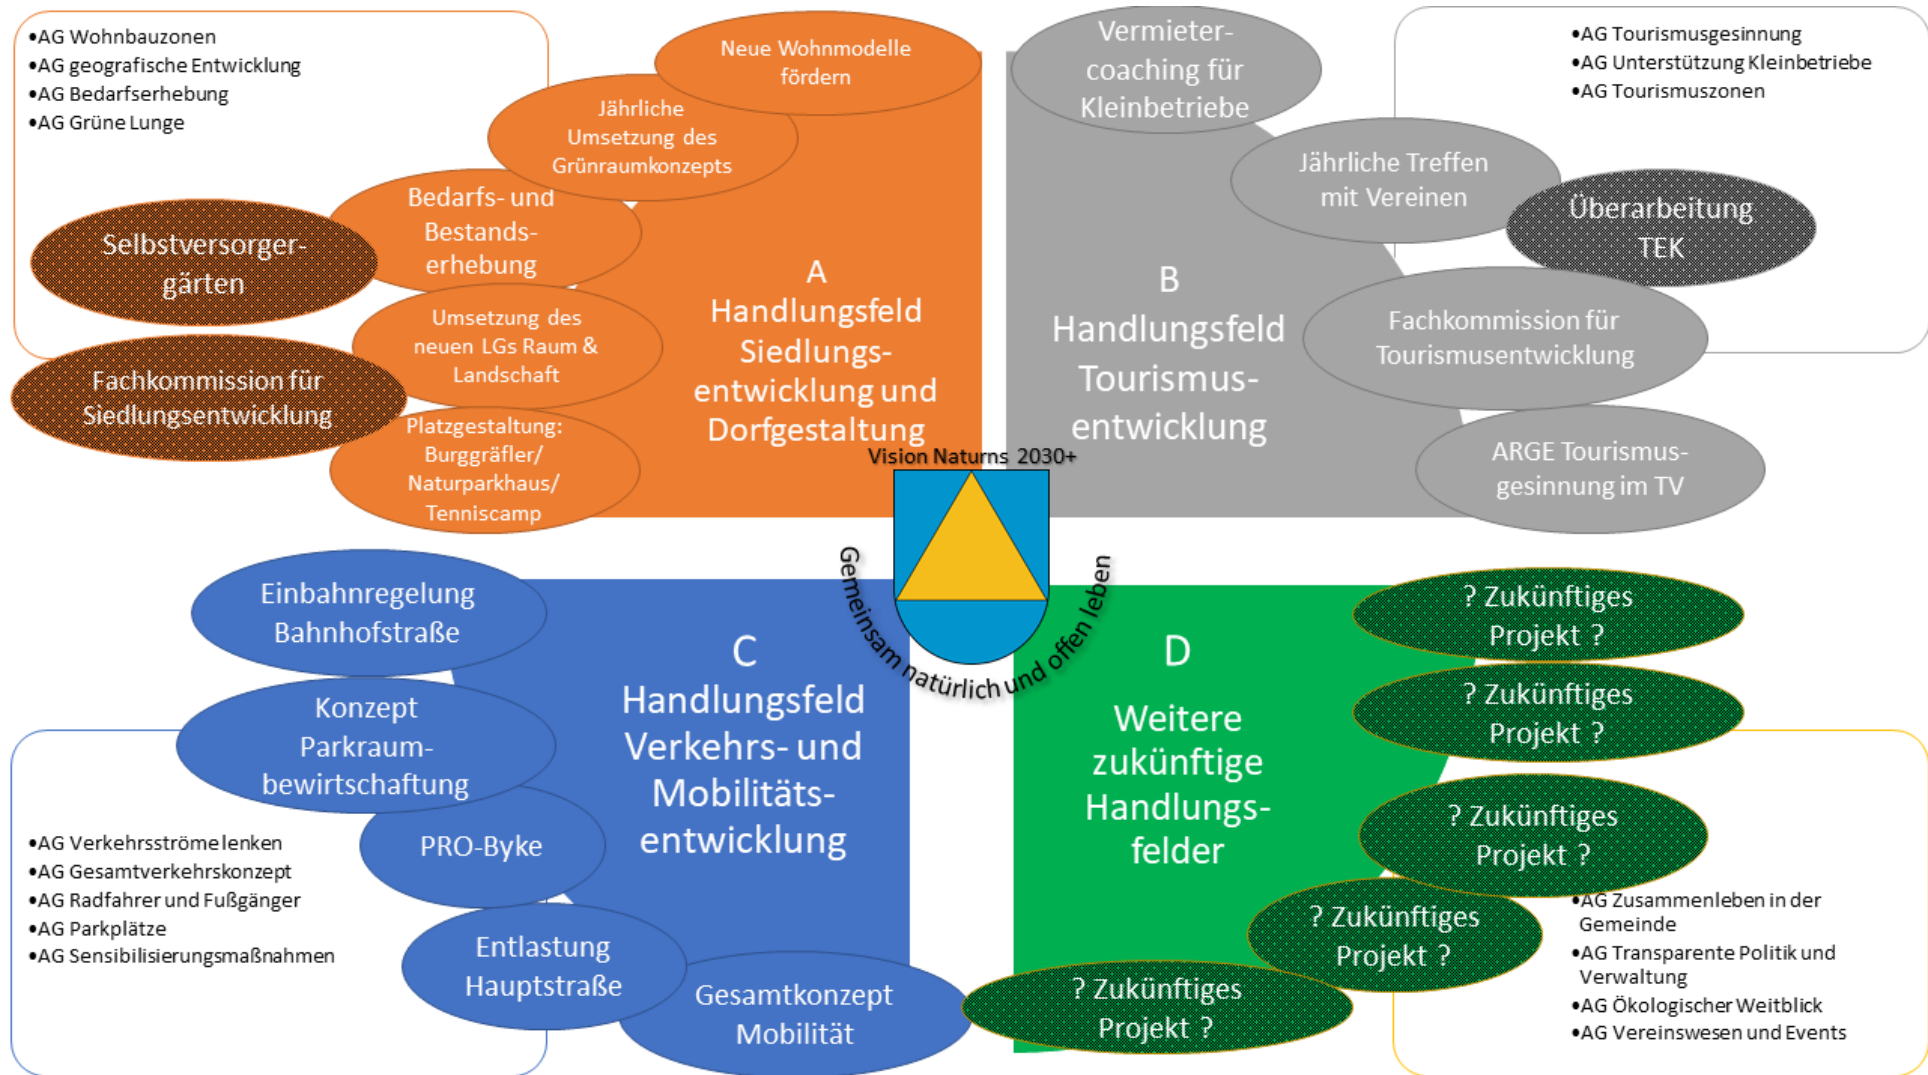 •AG Wohnbauzonen
•AG geografische Entwicklung
•AG Bedarfserhebung
•AG Grüne Lunge
Neue Wohnmodelle
fördern
Jährliche
Umsetzung des
Grünraumkonzepts
Bedarfs- und
Bestands-
erhebung
Selbstversorger-
gärten
Umsetzung des
neuen LGs Raum &
Landschaft
Fachkommission für
Siedlungsentwicklung
Platzgestaltung:
Burggräfler/
Naturparkhaus/
Tenniscamp
A
Handlungsfeld
Siedlungs-
entwicklung und
Dorfgestaltung
Vermieter-
coaching für
Kleinbetriebe
•AG Tourismusgesinnung
•AG Unterstützung Kleinbetriebe
•AG Tourismuszonen
Jährliche Treffen
mit Vereinen
Überarbeitung
TEK
B
Handlungsfeld
Tourismus-
entwicklung
Fachkommission für
Tourismusentwicklung
ARGE Tourismus-
gesinnung im TV
Vision Naturns 2030+
Gemeinsam natürlich und offen leben
Einbahnregelung
Bahnhofstraße
Konzept
Parkraum-
bewirtschaftung
PRO-Byke
Entlastung
Hauptstraße
Gesamtkonzept
Mobilität
C
Handlungsfeld
Verkehrs- und
Mobilitäts-
entwicklung
•AG Verkehrsströme lenken
•AG Gesamtverkehrskonzept
•AG Radfahrer und Fußgänger
•AG Parkplätze
•AG Sensibilisierungsmaßnahmen
D
Weitere
zukünftige
Handlungs-
felder
? Zukünftiges
Projekt ?
? Zukünftiges
Projekt ?
? Zukünftiges
Projekt ?
? Zukünftiges
Projekt ?
? Zukünftiges
Projekt ?
•AG Zusammenleben in der
Gemeinde
•AG Transparente Politik und
Verwaltung
•AG Ökologischer Weitblick
•AG Vereinswesen und Events